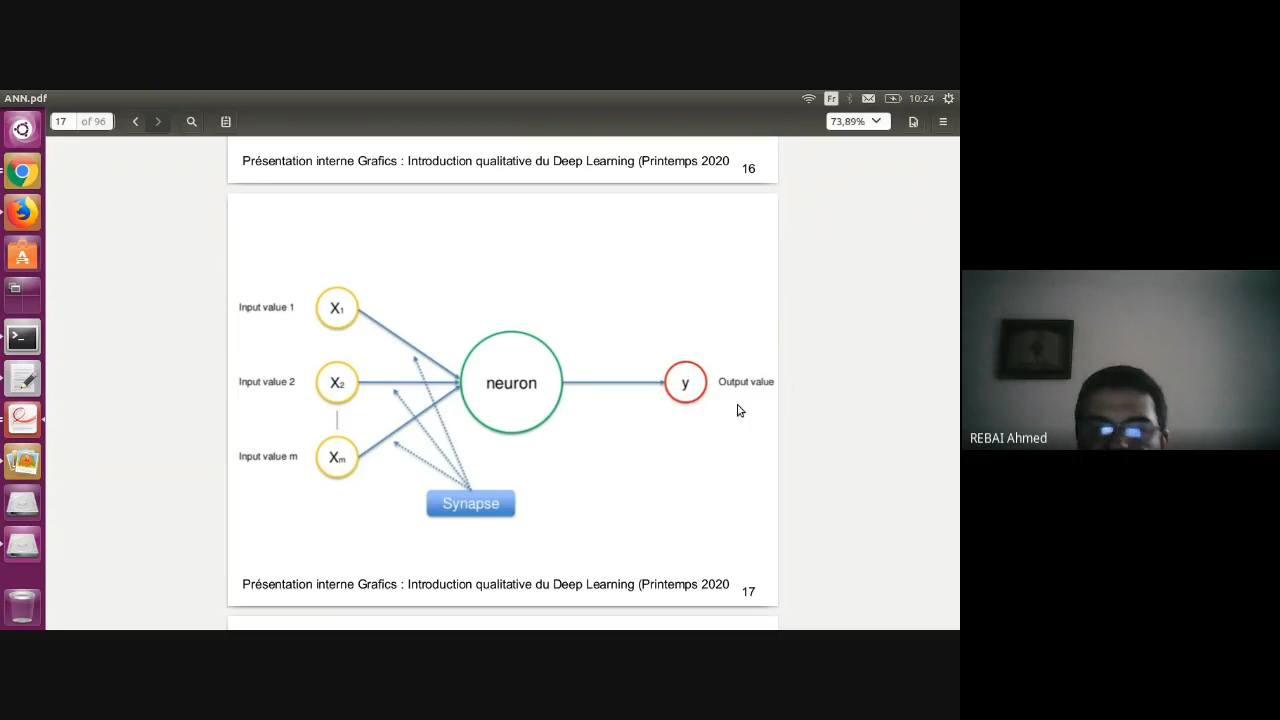 ANN.pdf
Fr
10:24
17 of 96
73,89%
Présentation interne Grafics : Introduction qualitative du Deep Learning (Printemps 2020
16
Input value 1
X1
Input value 2
X2
neuron
y
Output value
Input value m
Xm
Synapse
REBAI Ahmed
Présentation interne Grafics : Introduction qualitative du Deep Learning (Printemps 2020
17